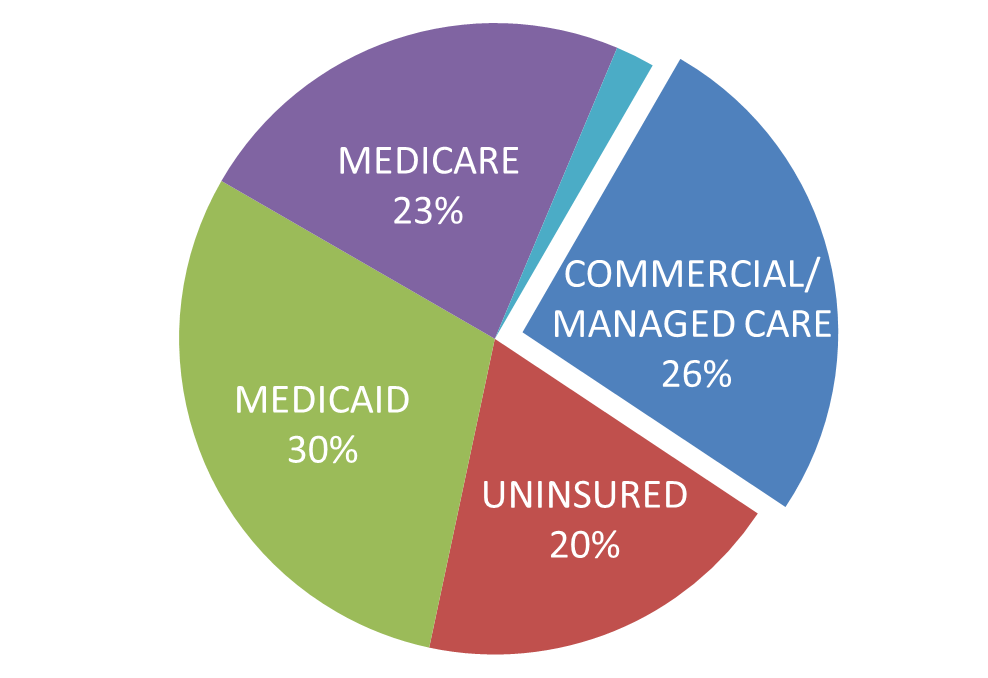 MEDICARE
23%
COMMERCIAL/
MANAGED CARE
26%
MEDICAID
30%
UNINSURED
20%